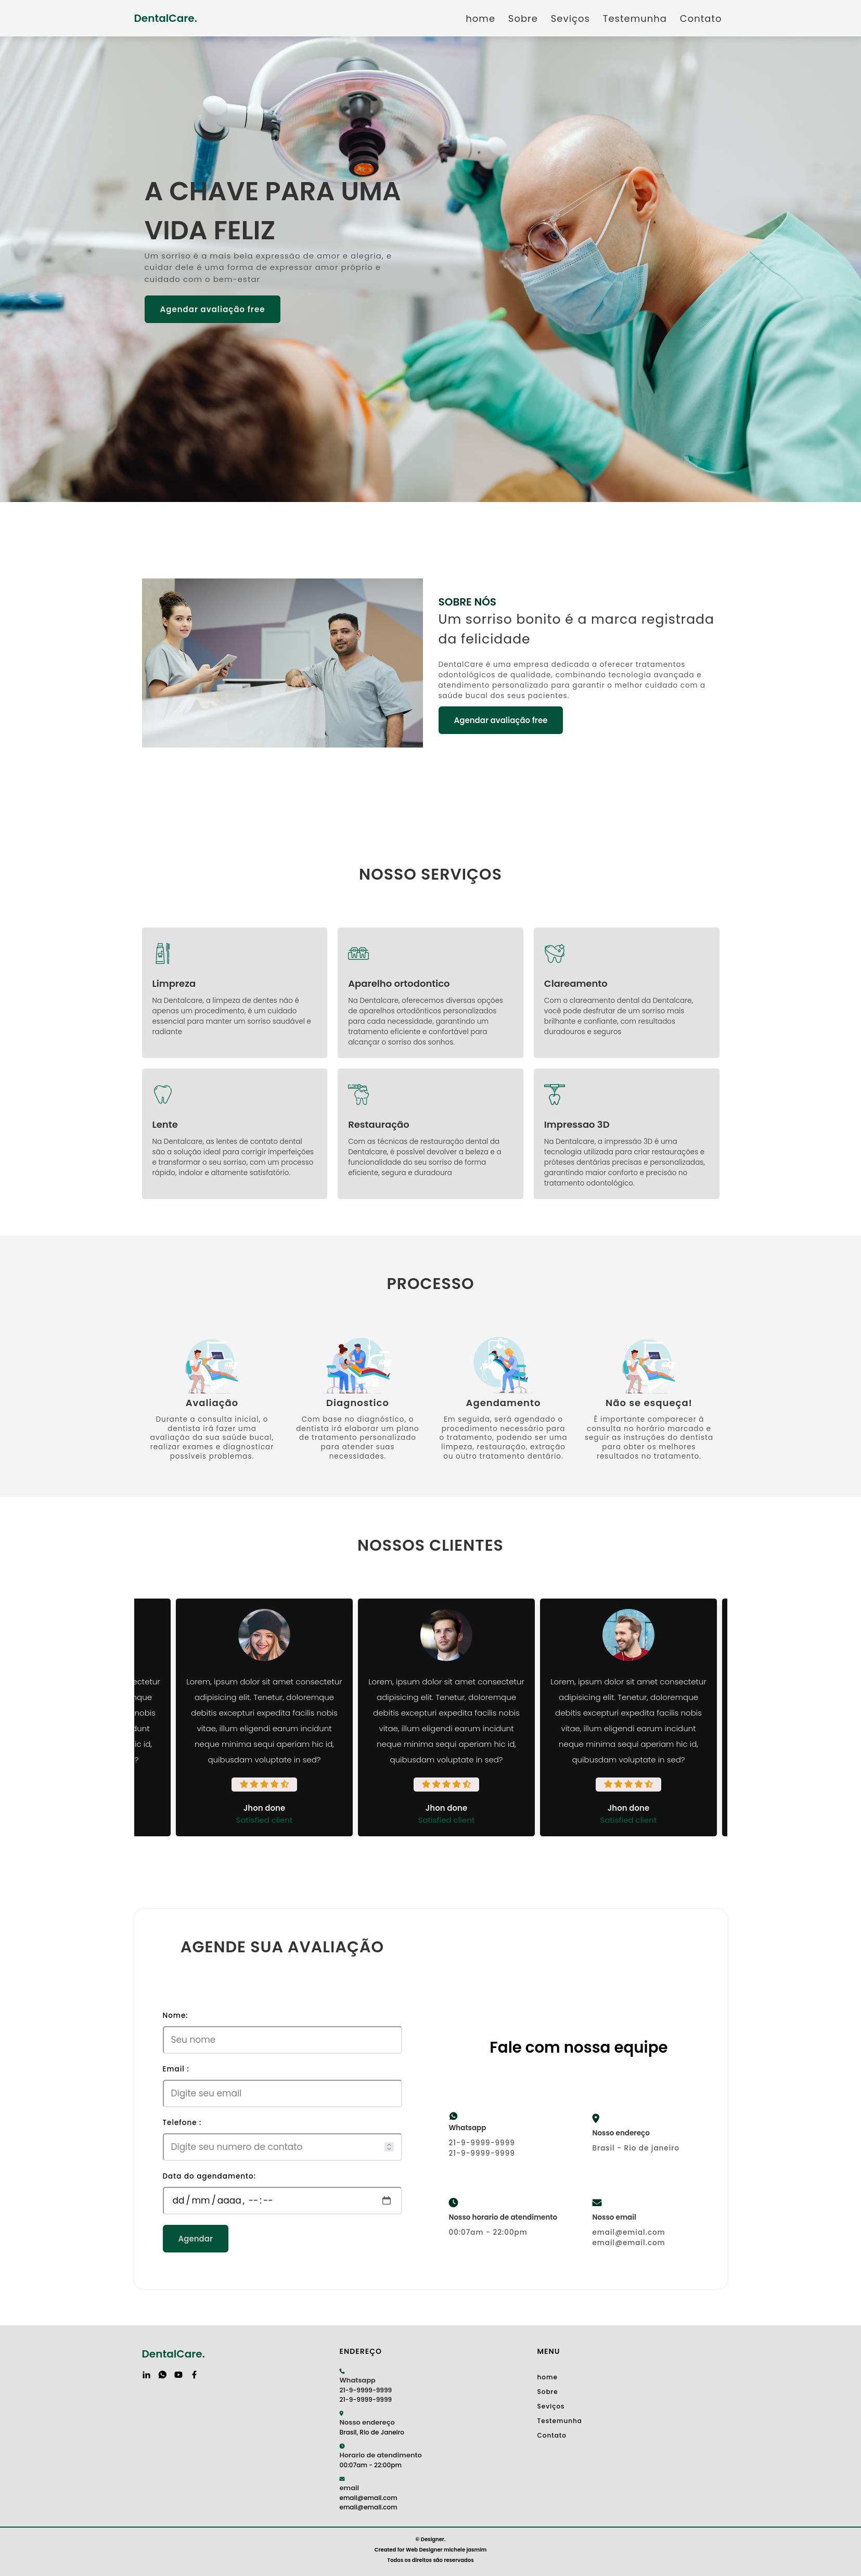 DentalCare.
home Sobre Seviços Testemunha Contato
A CHAVE PARA UMA
VIDA FELIZ
Um sorriso é a mais bela expressão de amor e alegria, e
cuidar dele é uma forma de expressar amor próprio e
cuidado com o bem-estar
Agendar avaliação free
SOBRE NÓS
Um sorriso bonito é a marca registrada
da felicidade
DentalCare é uma empresa dedicada a oferecer tratamentos
odontológicos de qualidade, combinando tecnologia avançada e
atendimento personalizado para garantir o melhor cuidado com a
saúde bucal dos seus pacientes.
Agendar avaliação free
NOSSO SERVIÇOS
Limpreza
Na Dentalcare, a limpeza de dentes não é
apenas um procedimento, é um cuidado
essencial para manter um sorriso saudável e
radiante
Aparelho ortodontico
Na Dentalcare, oferecemos diversas opções
de aparelhos ortodônticos personalizados
para cada necessidade, garantindo um
tratamento eficiente e confortável para
alcançar o sorriso dos sonhos.
Clareamento
Com o clareamento dental da Dentalcare,
você pode desfrutar de um sorriso mais
brilhante e confiante, com resultados
duradouros e seguros
Lente
Na Dentalcare, as lentes de contato dental
são a solução ideal para corrigir imperfeições
e transformar o seu sorriso, com um processo
rápido, indolor e altamente satisfatório.
Restauração
Com as técnicas de restauração dental da
Dentalcare, é possível devolver a beleza e a
funcionalidade do seu sorriso de forma
eficiente, segura e duradoura
Impressao 3D
Na Dentalcare, a impressão 3D é uma
tecnologia utilizada para criar restaurações e
próteses dentárias precisas e personalizadas,
garantindo maior conforto e precisão no
tratamento odontológico.
PROCESSO
Avaliação
Durante a consulta inicial, o
dentista irá fazer uma
avaliação da sua saúde bucal,
realizar exames e diagnosticar
possíveis problemas.
Diagnostico
Com base no diagnóstico, o
dentista irá elaborar um plano
de tratamento personalizado
para atender suas
necessidades.
Agendamento
Em seguida, será agendado o
procedimento necessário para
o tratamento, podendo ser uma
limpeza, restauração, extração
ou outro tratamento dentário.
Não se esqueça!
É importante comparecer à
consulta no horário marcado e
seguir as instruções do dentista
para obter os melhores
resultados no tratamento.
NOSSOS CLIENTES
ectetur
nque
nobis
dunt
ic id,
?
Lorem, ipsum dolor sit amet consectetur
adipisicing elit. Tenetur, doloremque
debitis excepturi expedita facilis nobis
vitae, illum eligendi earum incidunt
neque minima sequi aperiam hic id,
quibusdam voluptate in sed?
Jhon done
Satisfied client
Lorem, ipsum dolor sit amet consectetur
adipisicing elit. Tenetur, doloremque
debitis excepturi expedita facilis nobis
vitae, illum eligendi earum incidunt
neque minima sequi aperiam hic id,
quibusdam voluptate in sed?
Jhon done
Satisfied client
Lorem, ipsum dolor sit amet consectetur
adipisicing elit. Tenetur, doloremque
debitis excepturi expedita facilis nobis
vitae, illum eligendi earum incidunt
neque minima sequi aperiam hic id,
quibusdam voluptate in sed?
Jhon done
Satisfied client
AGENDE SUA AVALIAÇÃO
Nome:
Seu nome
Email :
Digite seu email
Telefone :
Digite seu numero de contato
Data do agendamento:
dd/mm/aaaa, --:--
Agendar
Fale com nossa equipe
Whatsapp
21-9-9999-9999
21-9-9999-9999
Nosso endereço
Brasil - Rio de janeiro
Nosso horario de atendimento
00:07am - 22:00pm
Nosso email
email@emial.com
email@email.com
DentalCare.
ENDEREÇO
Whatsapp
21-9-9999-9999
21-9-9999-9999
Nosso endereço
Brasil, Rio de Janeiro
Horario de atendimento
00:07am - 22:00pm
email
email@email.com
email@email.com
MENU
home
Sobre
Seviços
Testemunha
Contato
© Designer.
Created for Web Designer michele jasmim
Todos os direitos são reservados